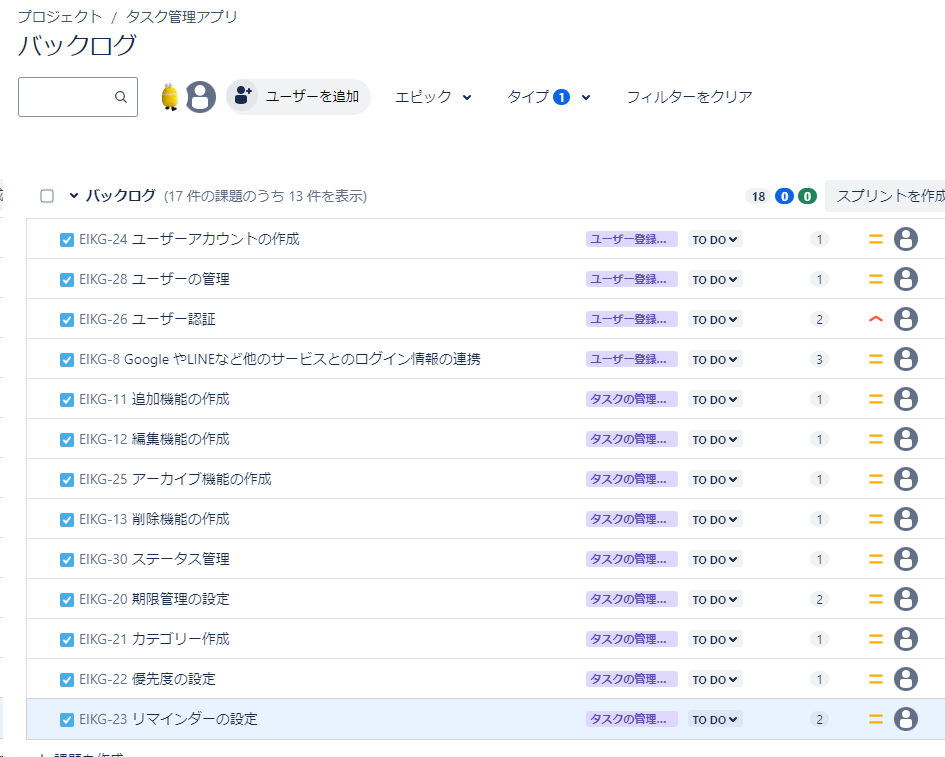 プロジェクト / タスク管理アプリ
バックログ
ユーザーを追加 エピック タイプ 1 フィルターをクリア
バックログ (17 件の課題のうち 13 件を表示) 18 0 0 スプリントを作成
EIKG-24 ユーザーアカウントの作成 ユーザー登録... TO DO 1
EIKG-28 ユーザーの管理 ユーザー登録... TO DO 1
EIKG-26 ユーザー認証 ユーザー登録... TO DO 2
EIKG-8 Google やLINEなど他のサービスとのログイン情報の連携 ユーザー登録... TO DO 3
EIKG-11 追加機能の作成 タスクの管理... TO DO 1
EIKG-12 編集機能の作成 タスクの管理... TO DO 1
EIKG-25 アーカイブ機能の作成 タスクの管理... TO DO 1
EIKG-13 削除機能の作成 タスクの管理... TO DO 1
EIKG-30 ステータス管理 タスクの管理... TO DO 1
EIKG-20 期限管理の設定 タスクの管理... TO DO 2
EIKG-21 カテゴリー作成 タスクの管理... TO DO 1
EIKG-22 優先度の設定 タスクの管理... TO DO 1
EIKG-23 リマインダーの設定 タスクの管理... TO DO 2